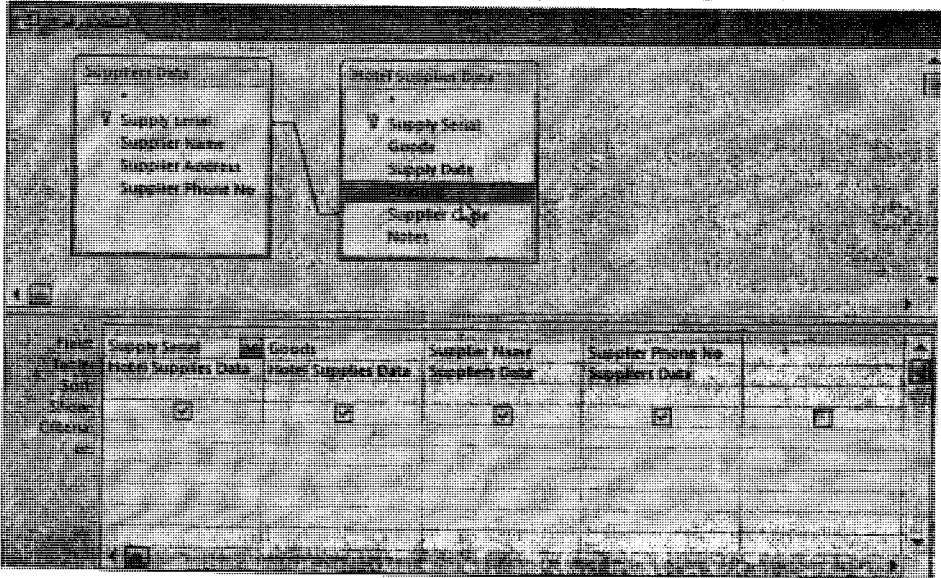 Suppliers Data
*
Supply serial
Supplier Name
Supplier Address
Supplier Phone No
Hotel Supplies Data
*
Supply Serial
Goods
Supply Date
Supplier
Notes
Field: Supply Serial Goods Supplier Name Supplier Phone No
Table: Hotel Supplies Data Hotel Supplies Data Suppliers Data Suppliers Data
Sort:
Show:
Criteria:
or: